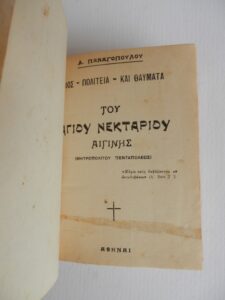 Δ. ΠΑΝΑΓΟΠΟΥΛΟΥ
ΒΙΟΣ - ΠΟΛΙΤΕΙΑ - ΚΑΙ ΘΑΥΜΑΤΑ
ΤΟΥ
ΑΓΙΟΥ ΝΕΚΤΑΡΙΟΥ
ΑΙΓΙΝΗΣ
(ΜΗΤΡΟΠΟΛΙΤΟΥ ΠΕΝΤΑΠΟΛΕΩΣ)
ΑΘΗΝΑΙ